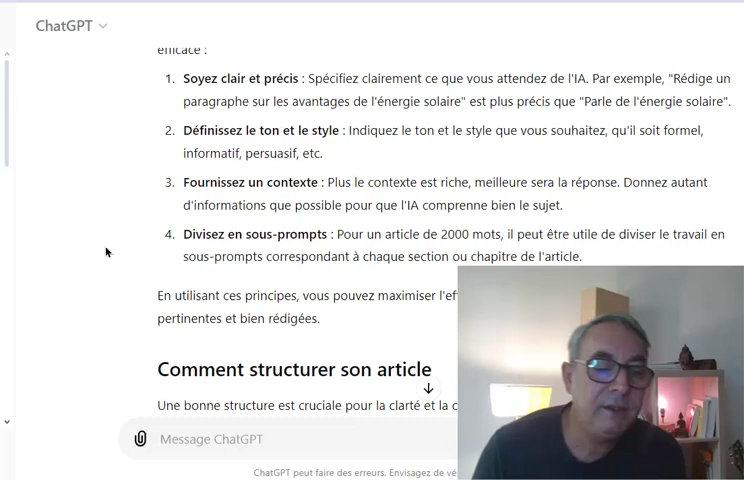 ChatGPT
efficace :
1. Soyez clair et précis : Spécifiez clairement ce que vous attendez de l'IA. Par exemple, "Rédige un
paragraphe sur les avantages de l'énergie solaire" est plus précis que "Parle de l'énergie solaire".
2. Définissez le ton et le style : Indiquez le ton et le style que vous souhaitez, qu'il soit formel,
informatif, persuasif, etc.
3. Fournissez un contexte : Plus le contexte est riche, meilleure sera la réponse. Donnez autant
d'informations que possible pour que l'IA comprenne bien le sujet.
4. Divisez en sous-prompts : Pour un article de 2000 mots, il peut être utile de diviser le travail en
sous-prompts correspondant à chaque section ou chapitre de l'article.
En utilisant ces principes, vous pouvez maximiser
pertinentes et bien rédigées.
Comment structurer son article
Une bonne structure est cruciale pour la clarté et la
Message ChatGPT
ChatGPT peut faire des erreurs. Envisagez de